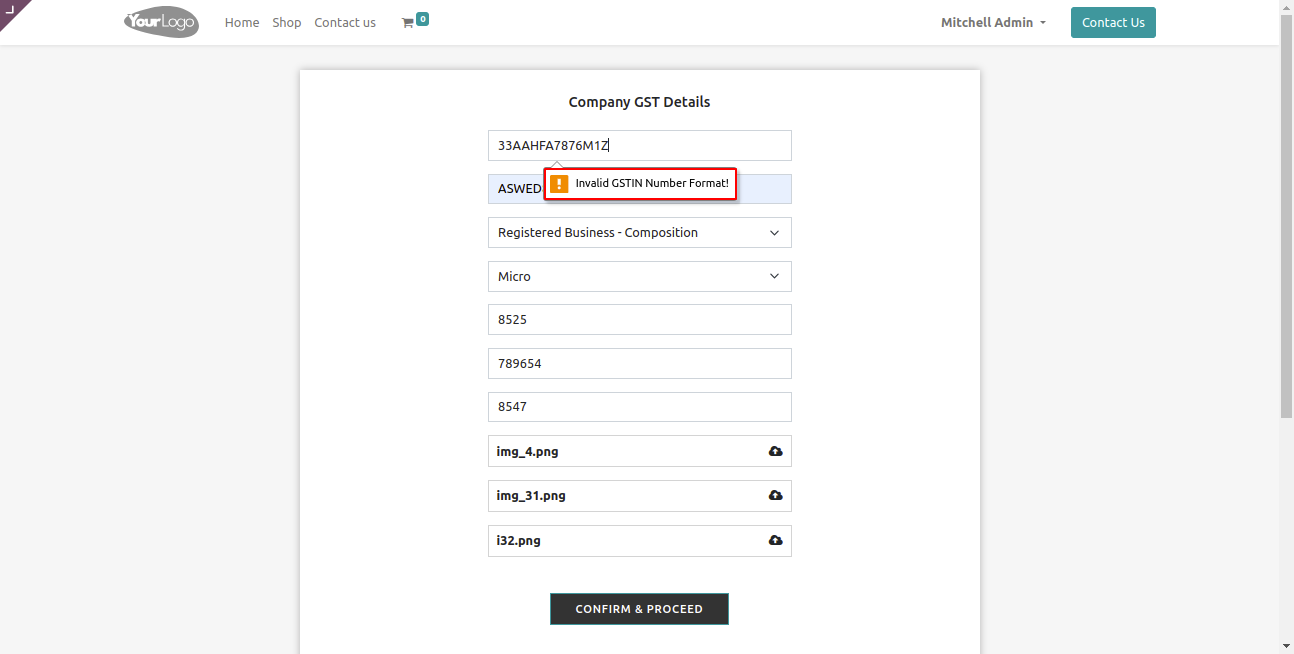 YourLogo Home Shop Contact us 0 Mitchell Admin Contact Us
Company GST Details
33AAHFA7876M1Z
Invalid GSTIN Number Format!
ASWED
Registered Business - Composition
Micro
8525
789654
8547
img_4.png
img_31.png
i32.png
CONFIRM & PROCEED